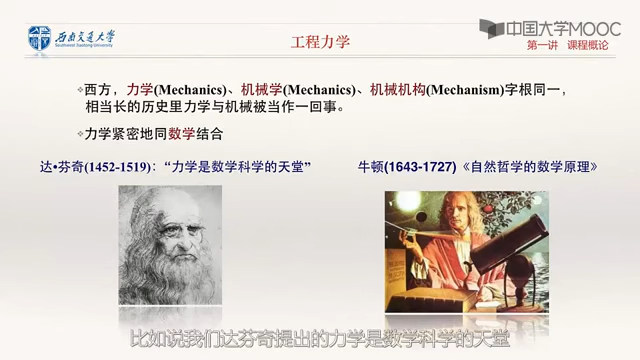 西南交通大学
Southwest Jiaotong University
工程力学
中国大学MOOC
第一讲 课程概论
西方，力学(Mechanics)、机械学(Mechanics)、机械机构(Mechanism)字根同一，
相当长的历史里力学与机械被当作一回事。
力学紧密地同数学结合
达•芬奇(1452-1519)：“力学是数学科学的天堂”
牛顿(1643-1727)《自然哲学的数学原理》
比如说我们达芬奇提出的力学是数学科学的天堂